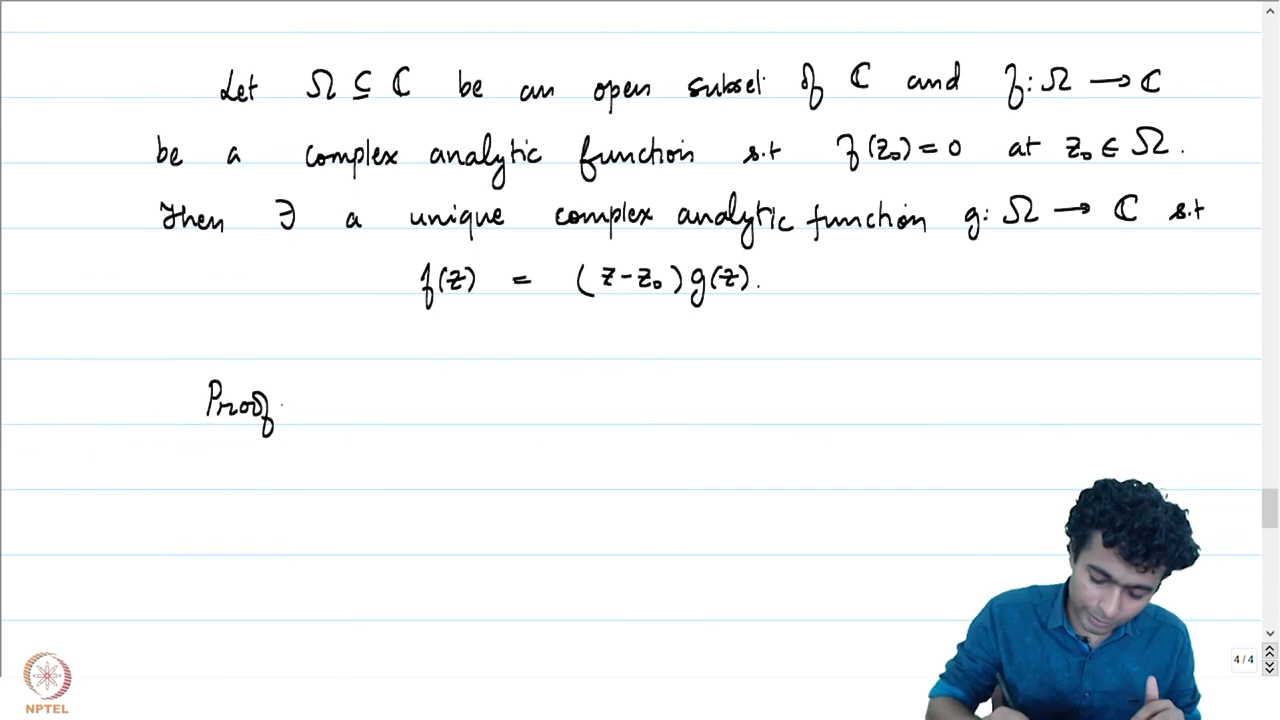 Let Ω ⊆ ℂ be an open subset of ℂ and f: Ω → ℂ
be a complex analytic function s.t f(z₀) = 0 at z₀ ∈ Ω.
Then ∃ a unique complex analytic function g: Ω → ℂ s.t
f(z) = (z - z₀) g(z).
Proof.
4 / 4
NPTEL